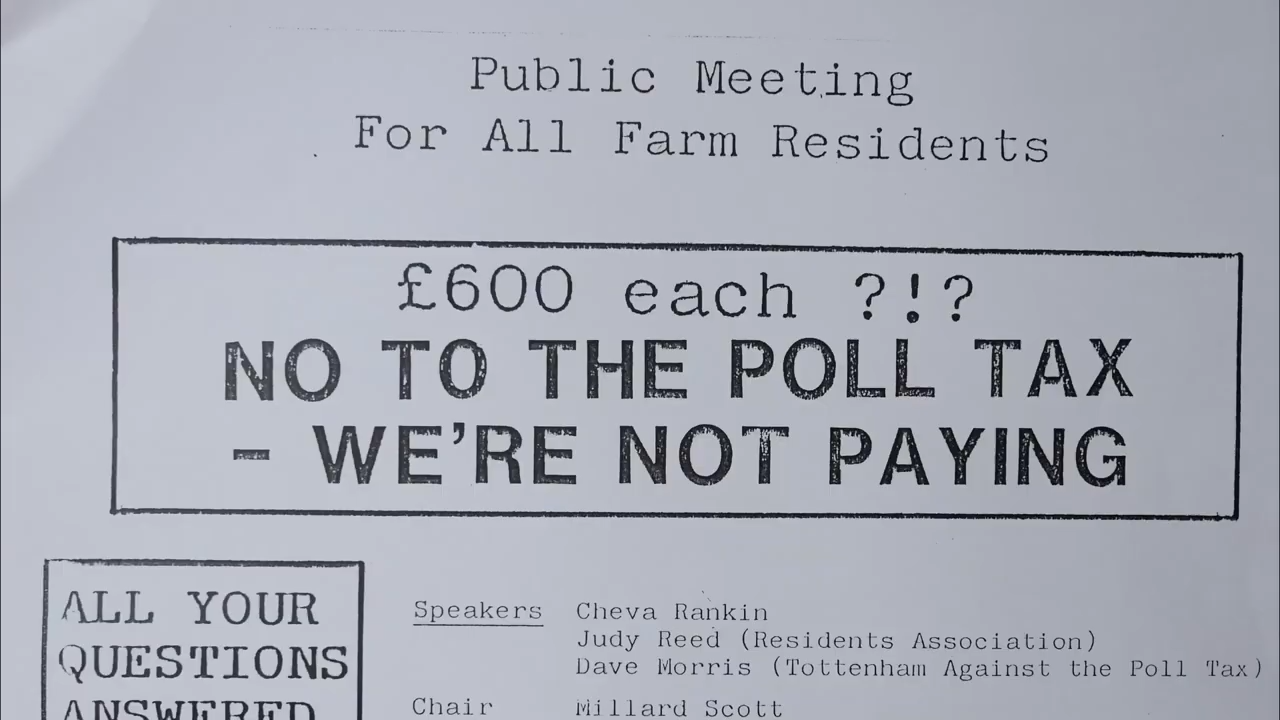 Public Meeting
For All Farm Residents
£600 each ?!?
NO TO THE POLL TAX
- WE'RE NOT PAYING
ALL YOUR
QUESTIONS
ANSWERED
Speakers Cheva Rankin
Judy Reed (Residents Association)
Dave Morris (Tottenham Against the Poll Tax)
Chair Millard Scott